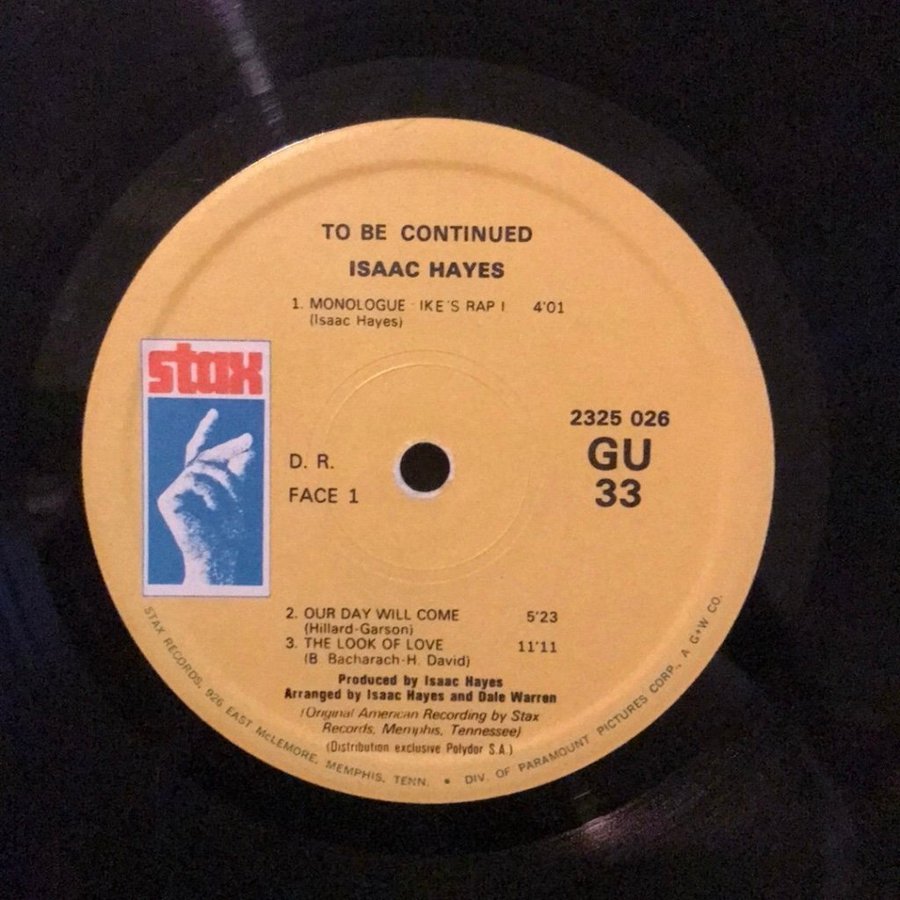 TO BE CONTINUED
ISAAC HAYES
1. MONOLOGUE - IKE'S RAP I 4'01
(Isaac Hayes)
stax
2325 026
GU
33
D. R.
FACE 1
2. OUR DAY WILL COME 5'23
(Hillard-Garson)
3. THE LOOK OF LOVE 11'11
(B. Bacharach-H. David)
Produced by Isaac Hayes
Arranged by Isaac Hayes and Dale Warren
(Original American Recording by Stax
Records, Memphis, Tennessee)
(Distribution exclusive Polydor S.A.)
STAX RECORDS, 926 EAST McLEMORE, MEMPHIS, TENN. • DIV. OF PARAMOUNT PICTURES CORP., A G+W CO.